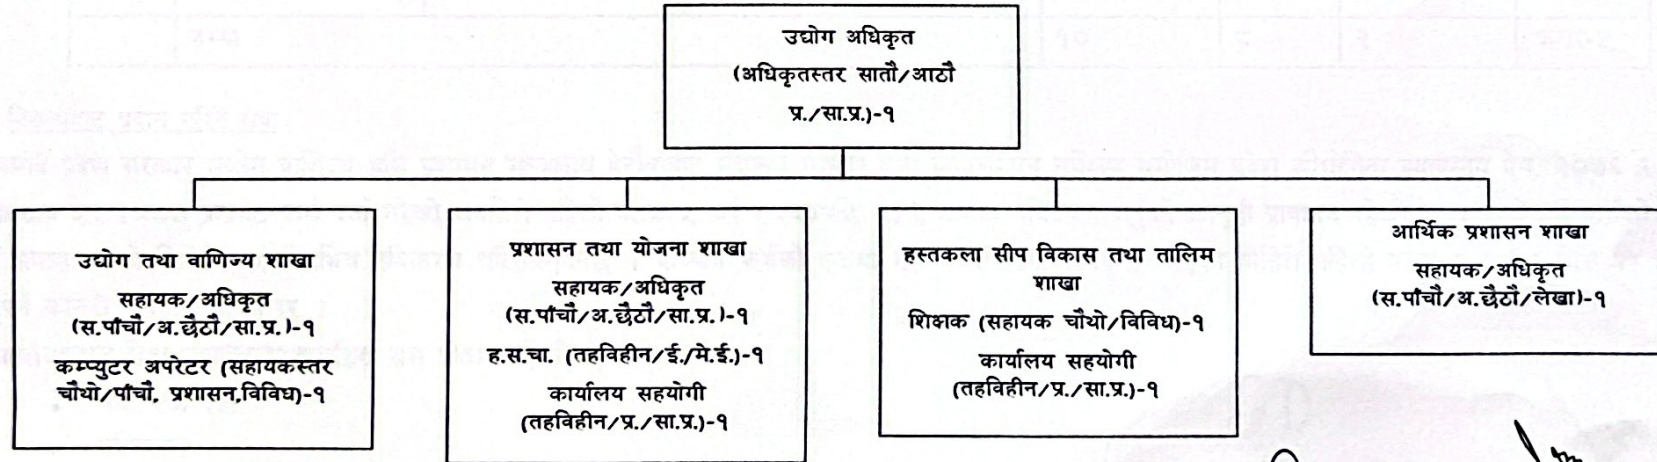 उद्योग अधिकृत
(अधिकृतस्तर सातौ/आठौ
प्र./सा.प्र.)-१
उद्योग तथा वाणिज्य शाखा
सहायक/अधिकृत
(स.पाँचौ/अ.छैटौ/सा.प्र.)-१
कम्प्युटर अपरेटर (सहायकस्तर
चौथो/पाँचौ, प्रशासन,विविध)-१
प्रशासन तथा योजना शाखा
सहायक/अधिकृत
(स.पाँचौ/अ.छैटौ/सा.प्र.)-१
ह.स.चा. (तहविहीन/ई./मे.ई.)-१
कार्यालय सहयोगी
(तहविहीन/प्र./सा.प्र.)-१
हस्तकला सीप विकास तथा तालिम
शाखा
शिक्षक (सहायक चौथो/विविध)-१
कार्यालय सहयोगी
(तहविहीन/प्र./सा.प्र.)-१
आर्थिक प्रशासन शाखा
सहायक/अधिकृत
(स.पाँचौ/अ.छैटौ/लेखा)-१